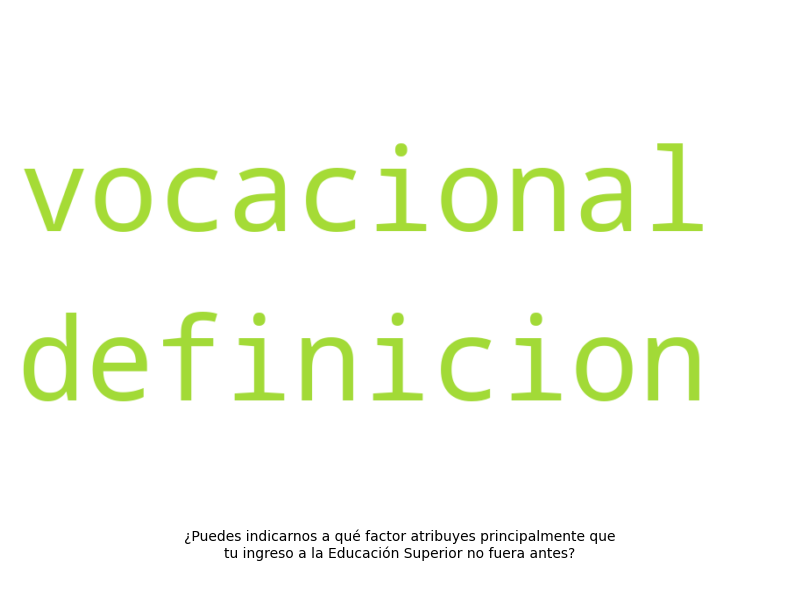 vocacional
definicion
¿Puedes indicarnos a qué factor atribuyes principalmente que
tu ingreso a la Educación Superior no fuera antes?